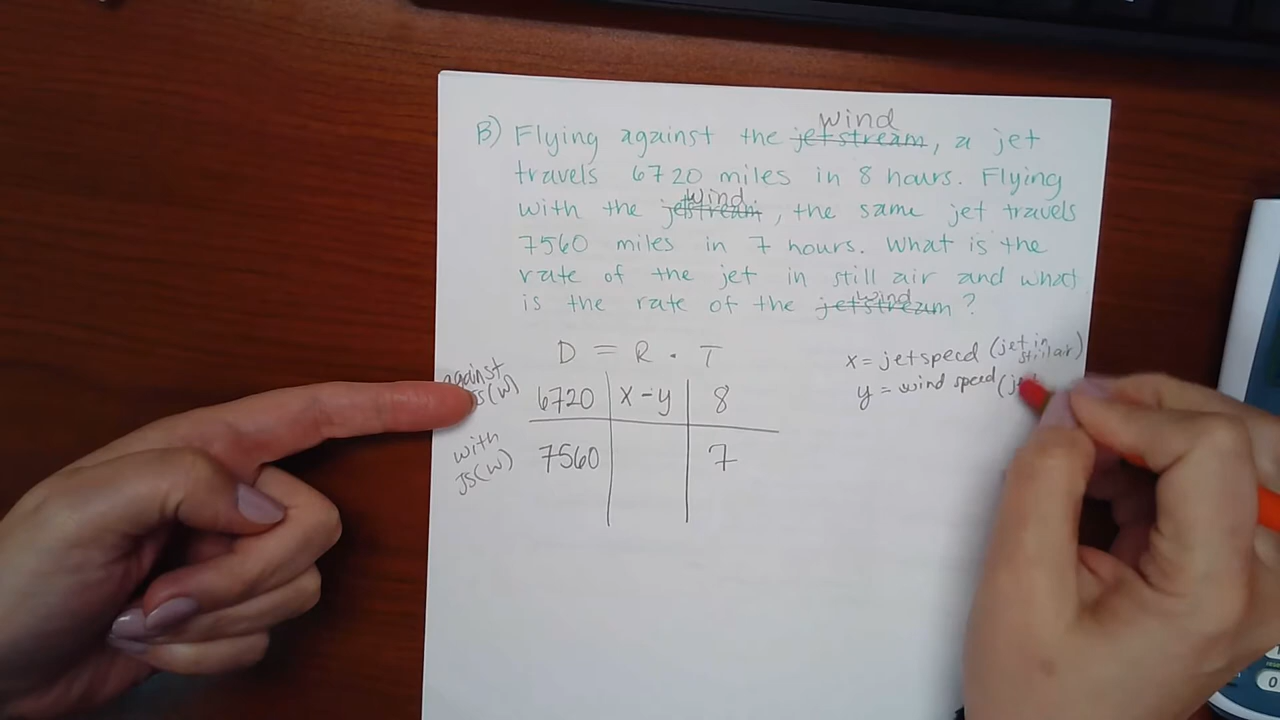 wind
B) Flying against the jetstream, a jet
travels 6720 miles in 8 hours. Flying
wind
with the jetstream, the same jet travels
7560 miles in 7 hours. What is the
rate of the jet in still air and what
wind
is the rate of the jetstream?
D = R · T
x = jet speed (jet in still air)
y = wind speed
against JS(W) 6720 x - y 8
with JS(W) 7560 7
0